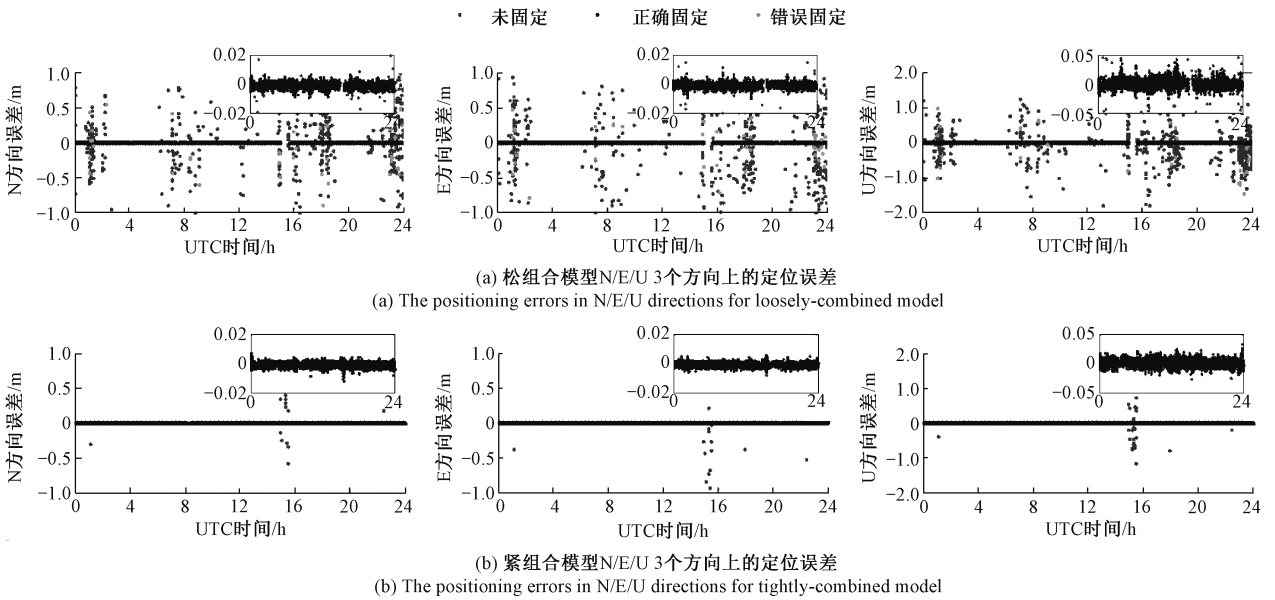 未固定 正确固定 错误固定
0.02 0.02 0.05
1.0 0 1.0 0 2.0 0
0.5 −0.02 0.5 −0.02 1.0 −0.05
0 24 0 24 0 24
N方向误差/m 0 E方向误差/m 0 U方向误差/m 0
−0.5 −0.5 −1.0
−1.0 −1.0 −2.0
0 4 8 12 16 20 24 0 4 8 12 16 20 24 0 4 8 12 16 20 24
UTC时间/h UTC时间/h UTC时间/h
(a) 松组合模型N/E/U 3个方向上的定位误差
(a) The positioning errors in N/E/U directions for loosely-combined model
0.02 0.02 0.05
1.0 0 1.0 0 2.0 0
0.5 −0.02 0.5 −0.02 1.0 −0.05
0 24 0 24 0 24
N方向误差/m 0 E方向误差/m 0 U方向误差/m 0
−0.5 −0.5 −1.0
−1.0 −1.0 −2.0
0 4 8 12 16 20 24 0 4 8 12 16 20 24 0 4 8 12 16 20 24
UTC时间/h UTC时间/h UTC时间/h
(b) 紧组合模型N/E/U 3个方向上的定位误差
(b) The positioning errors in N/E/U directions for tightly-combined model